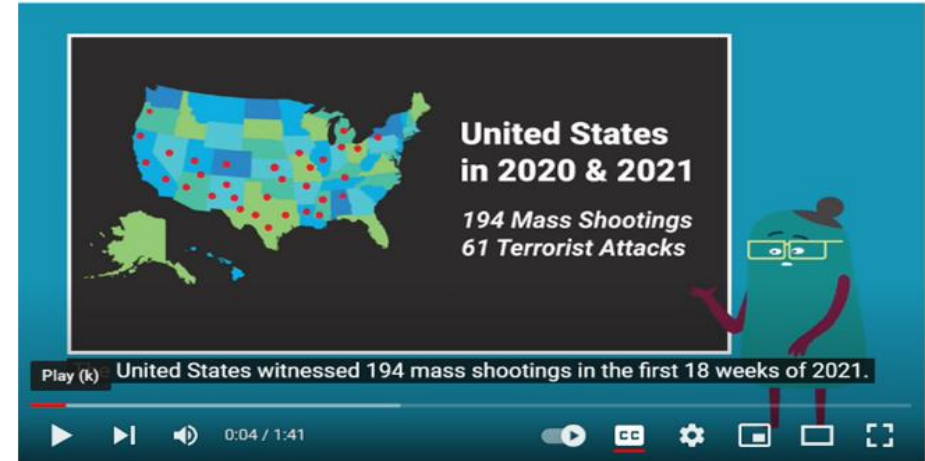 United States
in 2020 & 2021
194 Mass Shootings
61 Terrorist Attacks
United States witnessed 194 mass shootings in the first 18 weeks of 2021.
Play (k)
0:04 / 1:41
CC